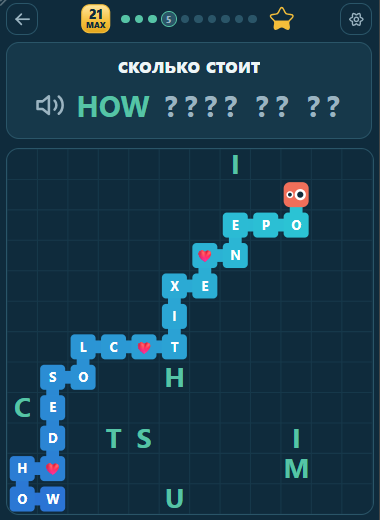 21
MAX
5
сколько стоит
HOW ???? ?? ??
I
E P O
N
X E
I
L C T
S O H
C E
D T S I
H M
O W U